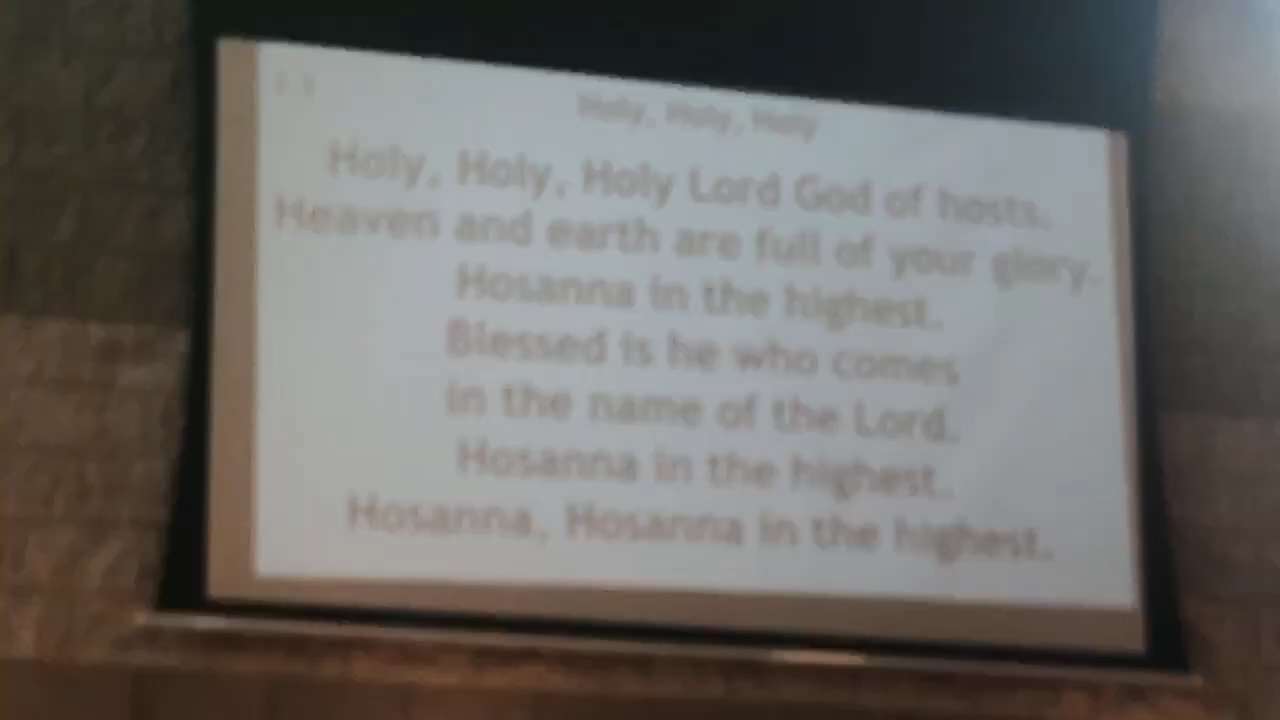 Holy, Holy, Holy
Holy, Holy, Holy Lord God of hosts.
Heaven and earth are full of your glory.
Hosanna in the highest.
Blessed is he who comes
in the name of the Lord.
Hosanna in the highest.
Hosanna, Hosanna in the highest.